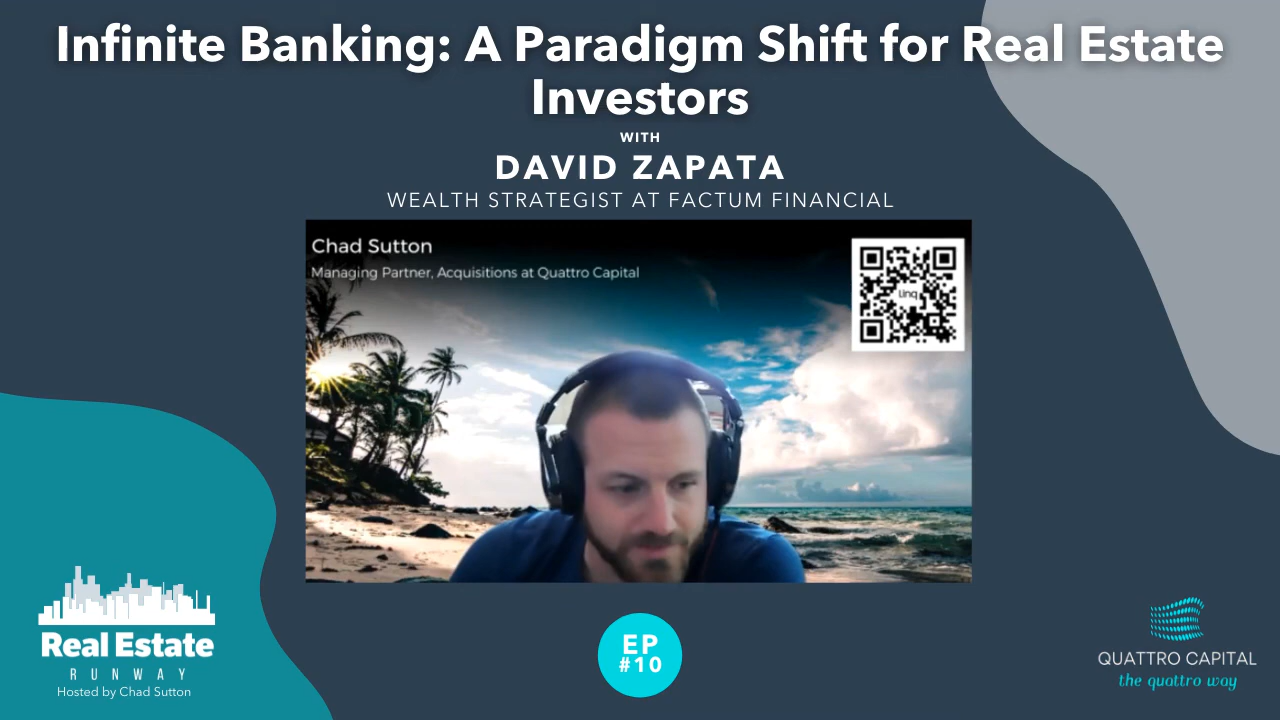 Infinite Banking: A Paradigm Shift for Real Estate
Investors
WITH
DAVID ZAPATA
WEALTH STRATEGIST AT FACTUM FINANCIAL
Chad Sutton
Managing Partner, Acquisitions at Quattro Capital
linq
Real Estate
RUNWAY
Hosted by Chad Sutton
EP
#10
QUATTRO CAPITAL
the quattro way